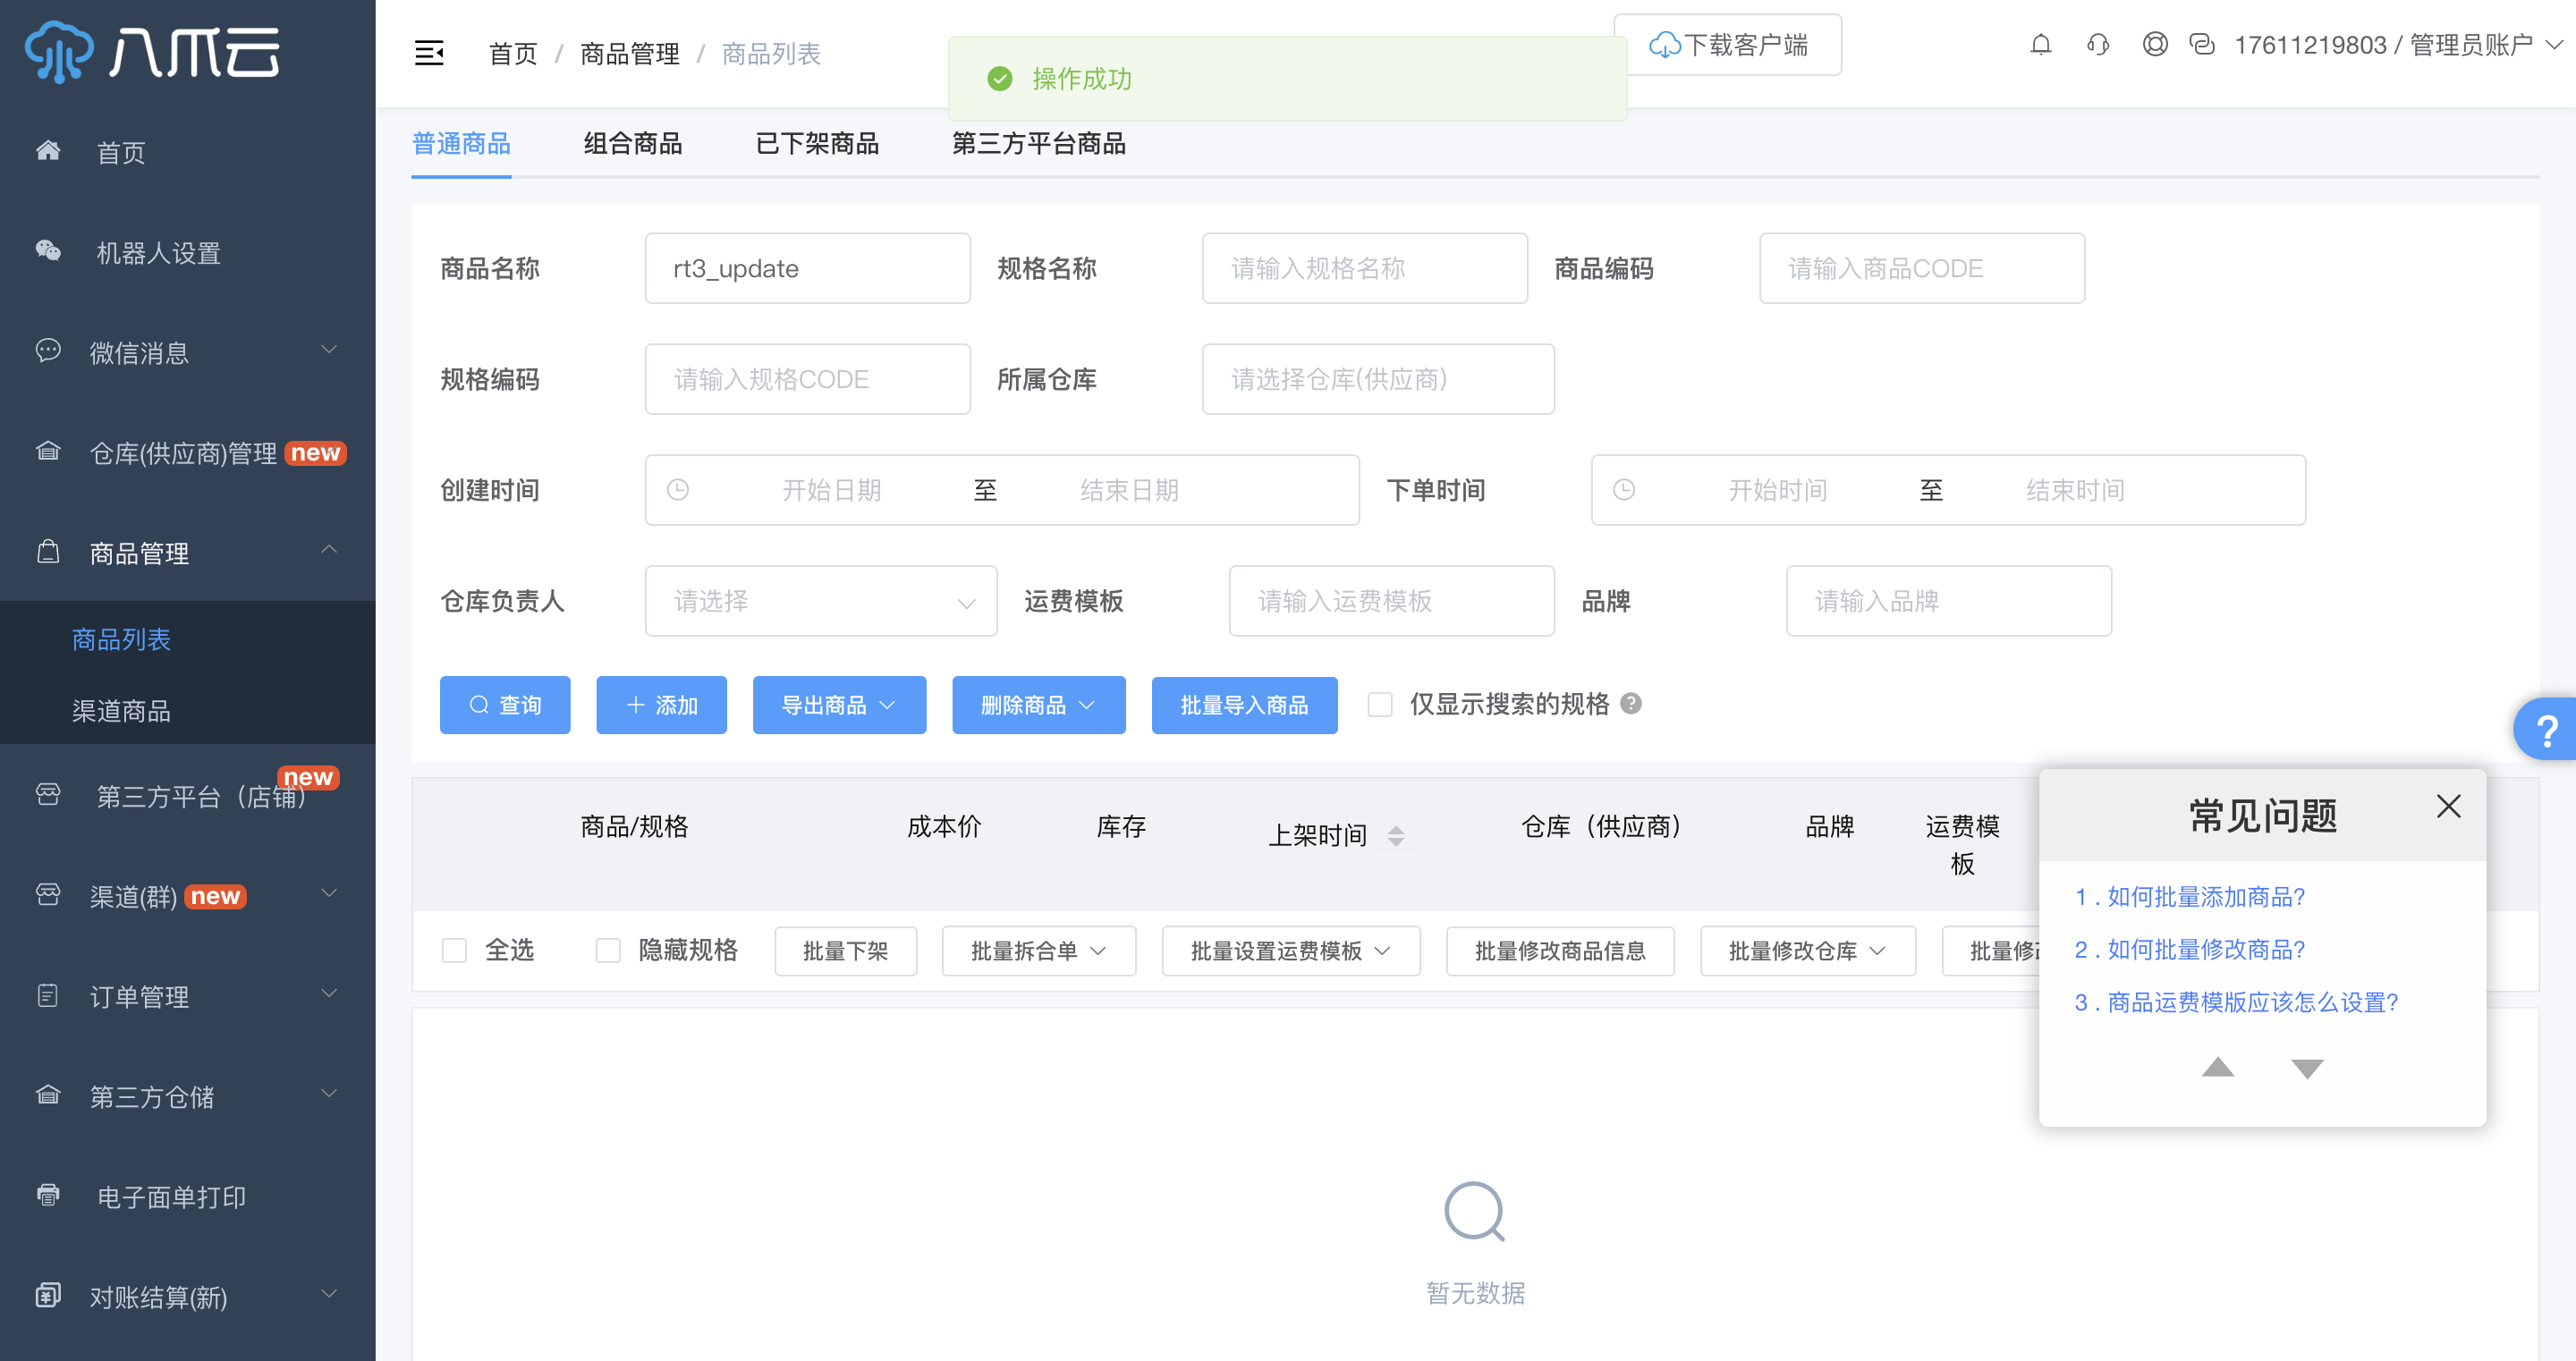 八爪云
首页 / 商品管理 / 商品列表
操作成功
下载客户端
17611219803 / 管理员账户
首页
机器人设置
微信消息
仓库(供应商)管理 new
商品管理
商品列表
渠道商品
第三方平台（店铺） new
渠道(群) new
订单管理
第三方仓储
电子面单打印
对账结算(新)
普通商品 组合商品 已下架商品 第三方平台商品
商品名称 rt3_update 规格名称 请输入规格名称 商品编码 请输入商品CODE
规格编码 请输入规格CODE 所属仓库 请选择仓库(供应商)
创建时间 开始日期 至 结束日期 下单时间 开始时间 至 结束时间
仓库负责人 请选择 运费模板 请输入运费模板 品牌 请输入品牌
查询 添加 导出商品 删除商品 批量导入商品 仅显示搜索的规格 ?
?
商品/规格 成本价 库存 上架时间 仓库（供应商） 品牌 运费模
板
全选 隐藏规格 批量下架 批量拆合单 批量设置运费模板 批量修改商品信息 批量修改仓库 批量修
暂无数据
常见问题
1 . 如何批量添加商品?
2 . 如何批量修改商品?
3 . 商品运费模版应该怎么设置?